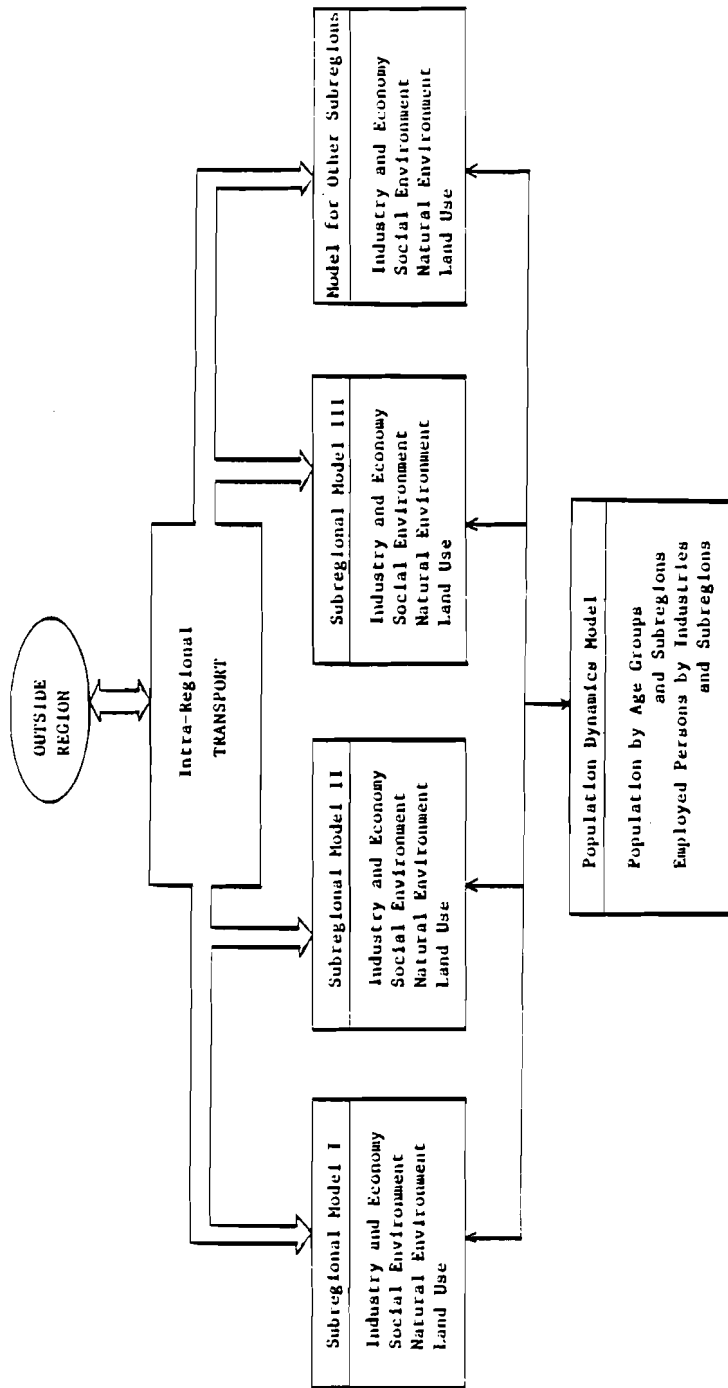 OUTSIDE
REGION
Intra-Regional
TRANSPORT
Subregional Model I
Industry and Economy
Social Environment
Natural Environment
Land Use
Subregional Model II
Industry and Economy
Social Environment
Natural Environment
Land Use
Subregional Model III
Industry and Economy
Social Environment
Natural Environment
Land Use
Model for Other Subregions
Industry and Economy
Social Environment
Natural Environment
Land Use
Population Dynamics Model
Population by Age Groups
and Subregions
Employed Persons by Industries
and Subregions